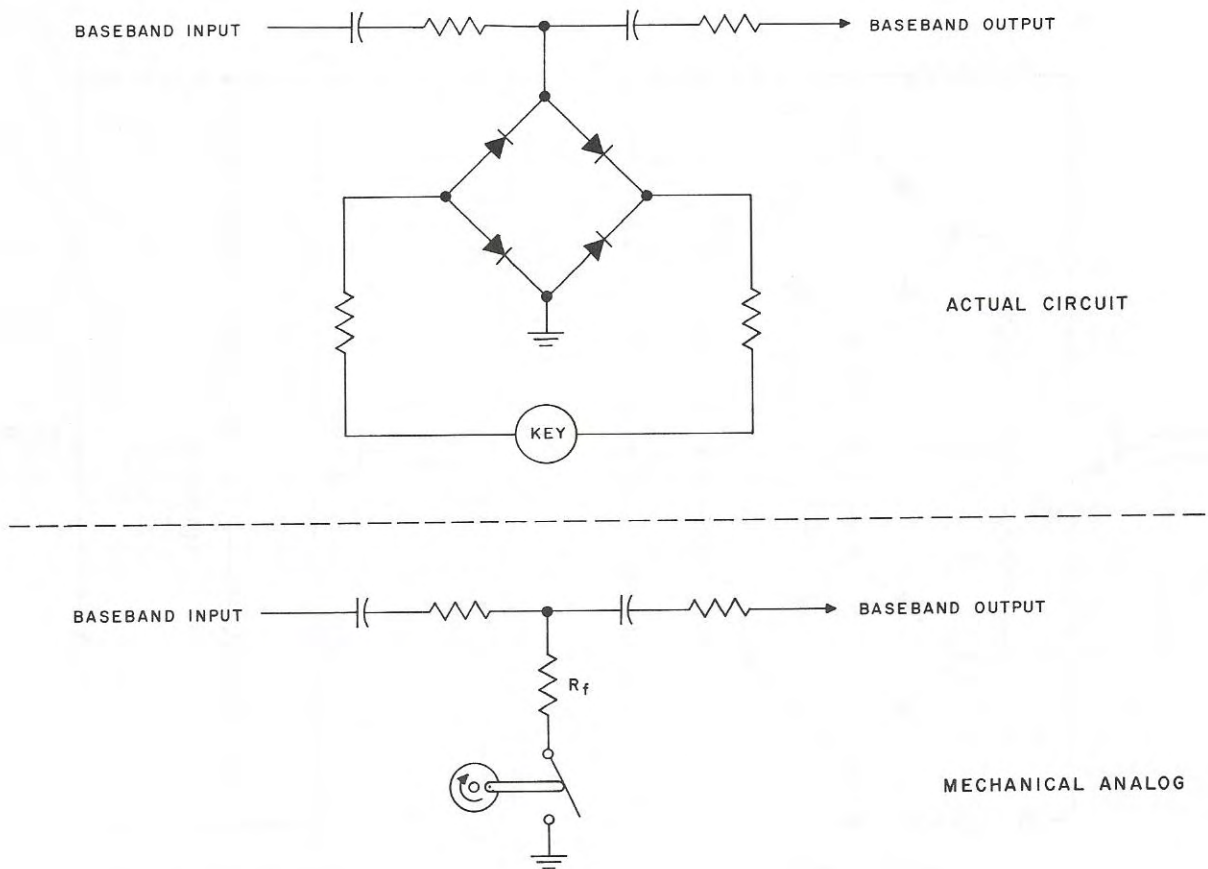 BASEBAND INPUT
BASEBAND OUTPUT
ACTUAL CIRCUIT
KEY
BASEBAND INPUT
BASEBAND OUTPUT
Rf
MECHANICAL ANALOG